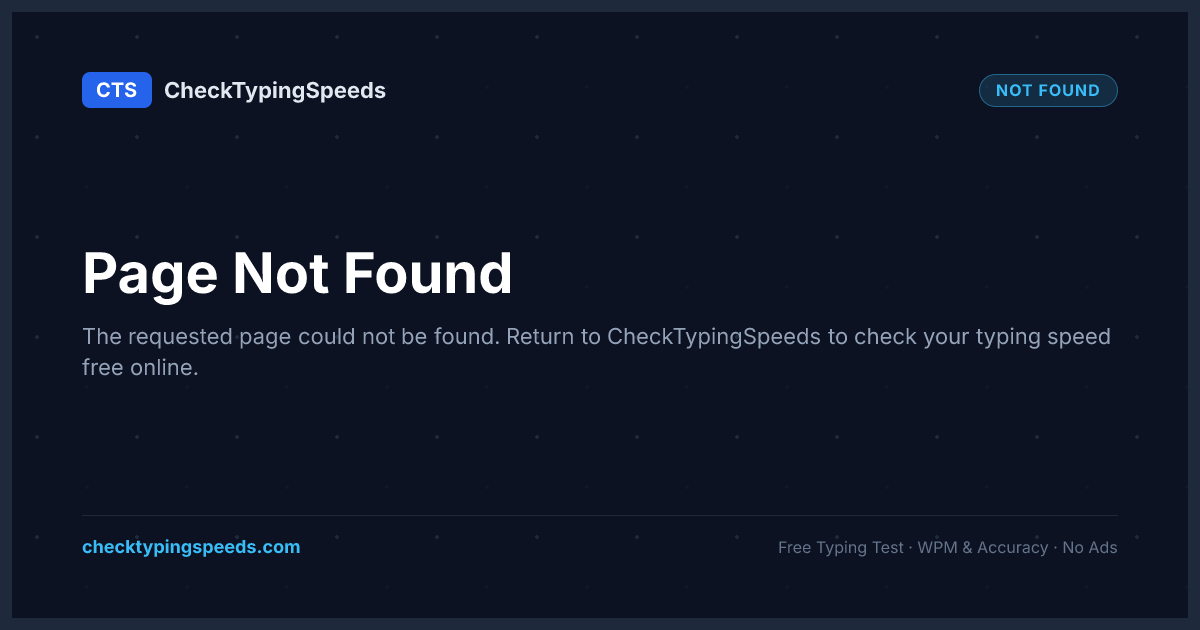 CTS CheckTypingSpeeds NOT FOUND
Page Not Found
The requested page could not be found. Return to CheckTypingSpeeds to check your typing speed
free online.
checktypingspeeds.com Free Typing Test · WPM & Accuracy · No Ads